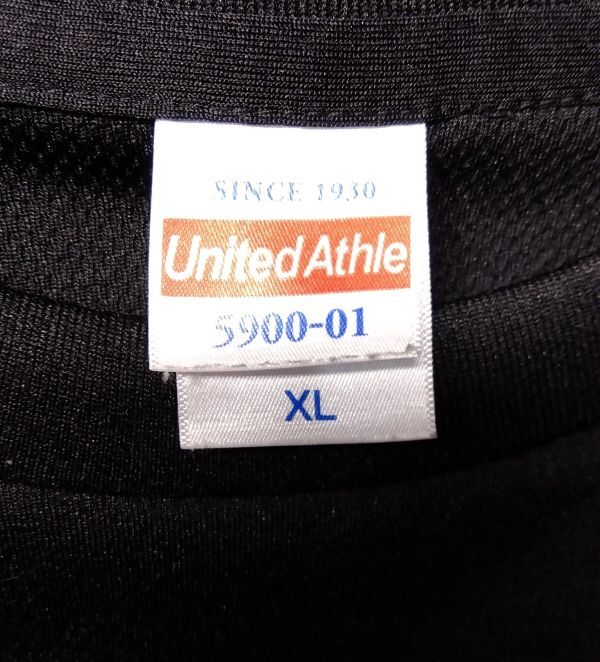 SINCE 1930
United Athle
5900-01
XL